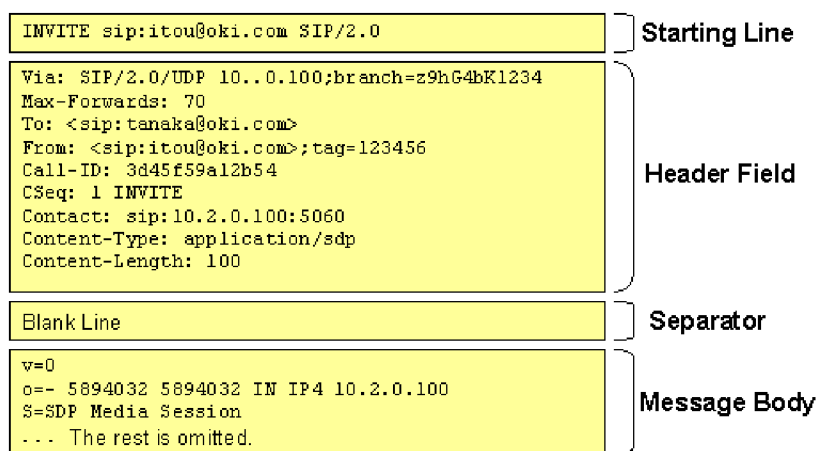 INVITE sip:itou@oki.com SIP/2.0
Starting Line
Via: SIP/2.0/UDP 10..0.100;branch=z9hG4bK1234
Max-Forwards: 70
To: <sip:tanaka@oki.com>
From: <sip:itou@oki.com>;tag=123456
Call-ID: 3d45f59a12b54
CSeq: 1 INVITE
Contact: sip:10.2.0.100:5060
Content-Type: application/sdp
Content-Length: 100
Header Field
Blank Line
Separator
v=0
o=- 5894032 5894032 IN IP4 10.2.0.100
S=SDP Media Session
--- The rest is omitted.
Message Body